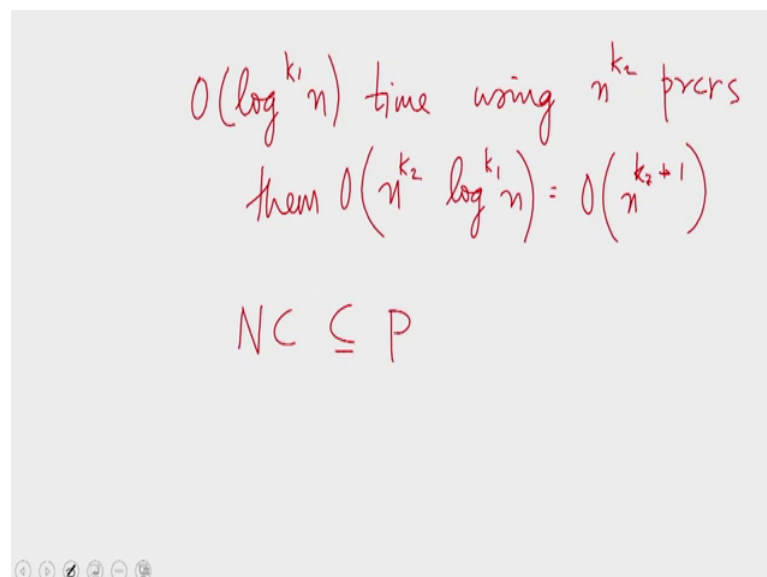 O(log^k₁ n) time using n^k₂ prcrs
then O(n^k₂ log^k₁ n) = O(n^k₂+1)
NC ⊆ P